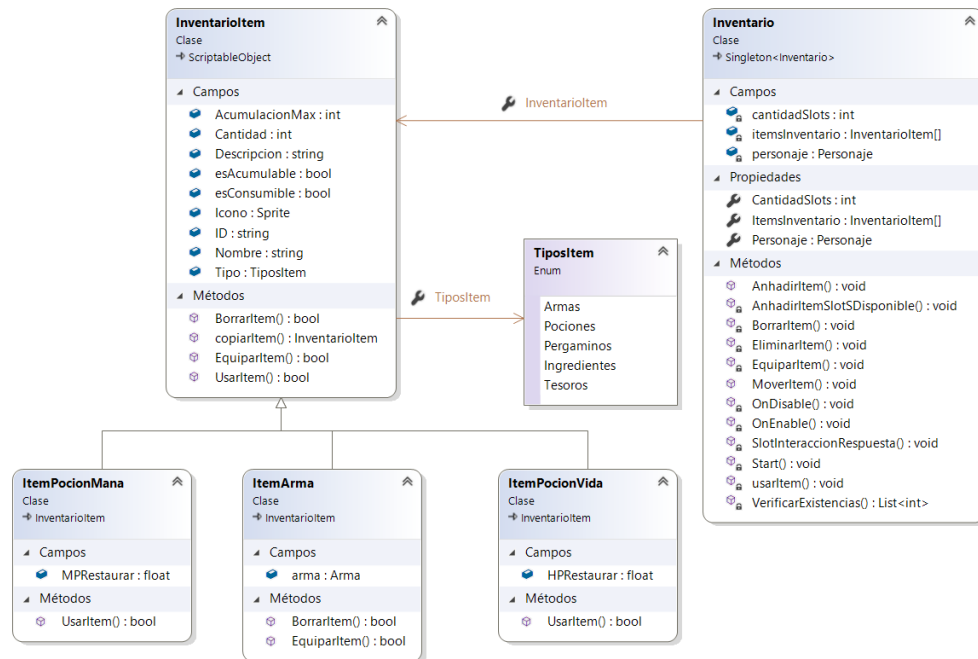 InventarioItem
Clase
ScriptableObject
Campos
AcumulacionMax : int
Cantidad : int
Descripcion : string
esAcumulable : bool
esConsumible : bool
Icono : Sprite
ID : string
Nombre : string
Tipo : TiposItem
Métodos
BorrarItem() : bool
copiarItem() : InventarioItem
EquiparItem() : bool
UsarItem() : bool
InventarioItem
TiposItem
TiposItem
Enum
Armas
Pociones
Pergaminos
Ingredientes
Tesoros
Inventario
Clase
Singleton<Inventario>
Campos
cantidadSlots : int
itemsInventario : InventarioItem[]
personaje : Personaje
Propiedades
CantidadSlots : int
ItemsInventario : InventarioItem[]
Personaje : Personaje
Métodos
AnhadirItem() : void
AnhadirItemSlotSDisponible() : void
BorrarItem() : void
EliminarItem() : void
EquiparItem() : void
MoverItem() : void
OnDisable() : void
OnEnable() : void
SlotInteraccionRespuesta() : void
Start() : void
usarItem() : void
VerificarExistencias() : List<int>
ItemPocionMana
Clase
InventarioItem
Campos
MPRestaurar : float
Métodos
UsarItem() : bool
ItemArma
Clase
InventarioItem
Campos
arma : Arma
Métodos
BorrarItem() : bool
EquiparItem() : bool
ItemPocionVida
Clase
InventarioItem
Campos
HPRestaurar : float
Métodos
UsarItem() : bool